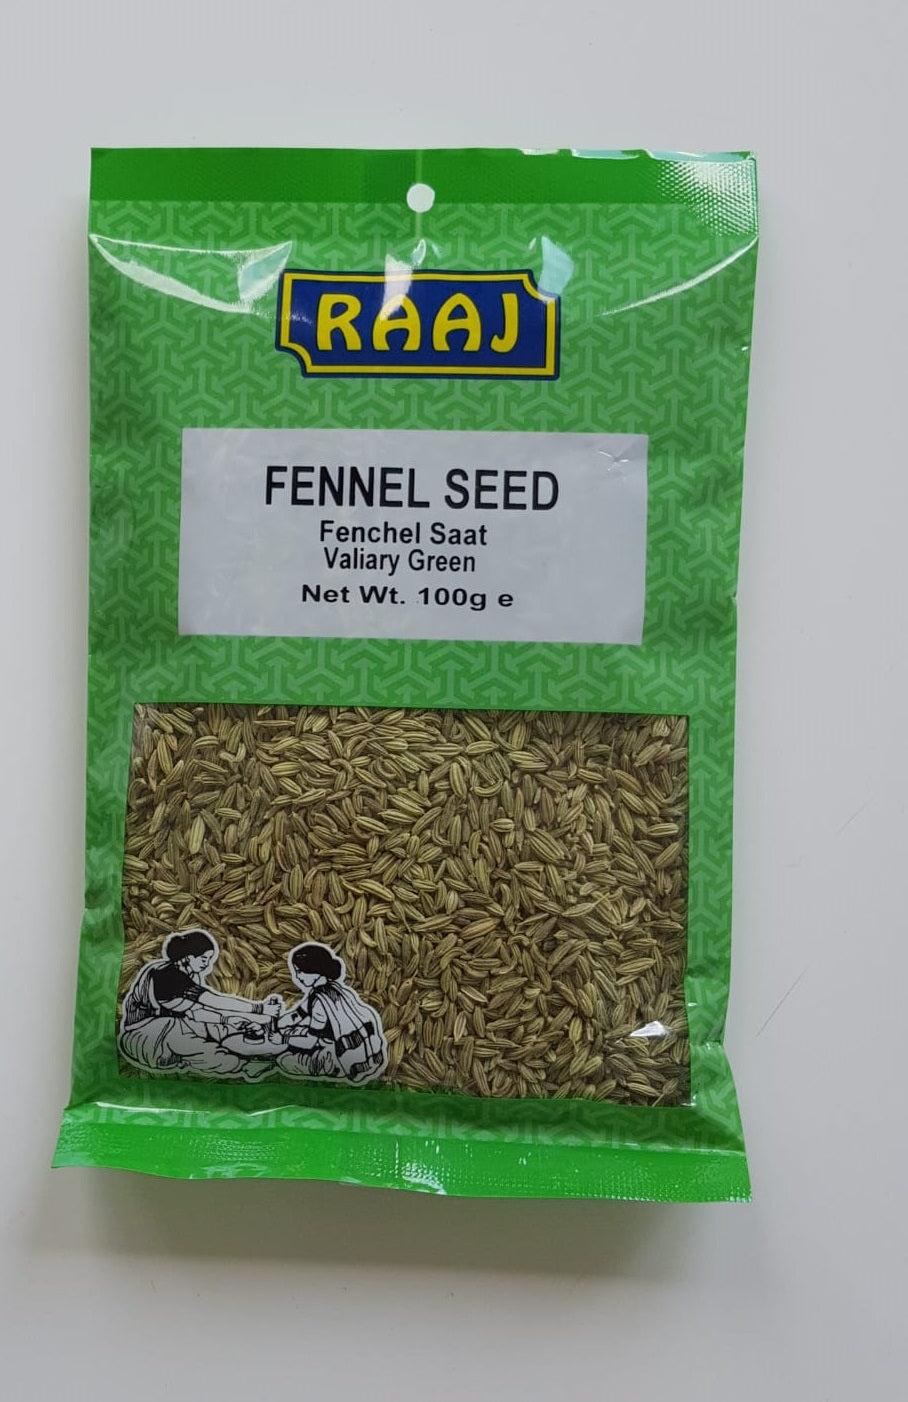 RAAJ
FENNEL SEED
Fenchel Saat
Valiary Green
Net Wt. 100g e